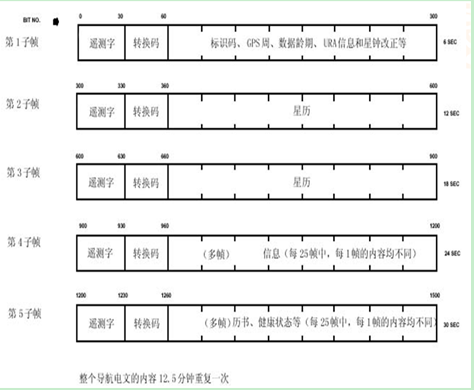 BIT NO.
0 30 60 300
第1子帧 遥测字 转换码 标识码、GPS周、数据龄期、URA信息和星钟改正等 6 SEC
300 330 360 600
第2子帧 遥测字 转换码 星历 12 SEC
600 630 660 900
第3子帧 遥测字 转换码 星历 18 SEC
900 930 960 1200
第4子帧 遥测字 转换码 (多帧) 信息（每25帧中，每1帧的内容均不同） 24 SEC
1200 1230 1260 1500
第5子帧 遥测字 转换码 (多帧)历书、健康状态等（每25帧中，每1帧的内容均不同） 30 SEC
整个导航电文的内容12.5分钟重复一次